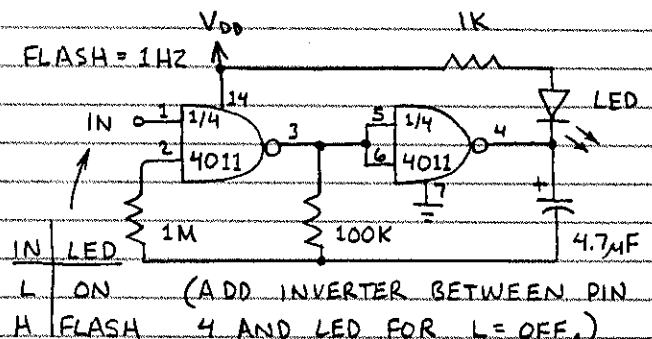 VDD
1K
FLASH = 1HZ
14
LED
IN
1
1/4
4011
2
3
5
6
1/4
4011
4
7
+
1M
100K
4.7µF
IN LED
L ON (ADD INVERTER BETWEEN PIN
H FLASH 4 AND LED FOR L = OFF.)